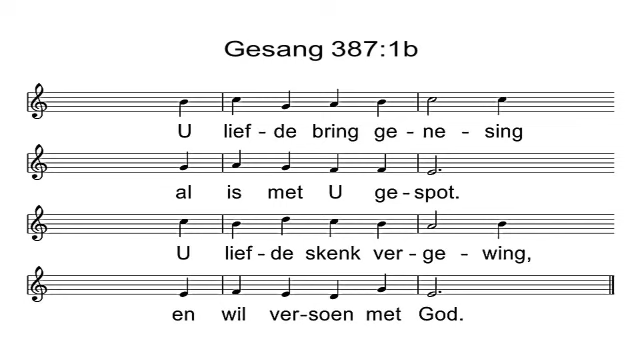 Gesang 387:1b
U lief-de bring ge-ne-sing
al is met U ge-spot.
U lief-de skenk ver-ge-wing,
en wil ver-soen met God.